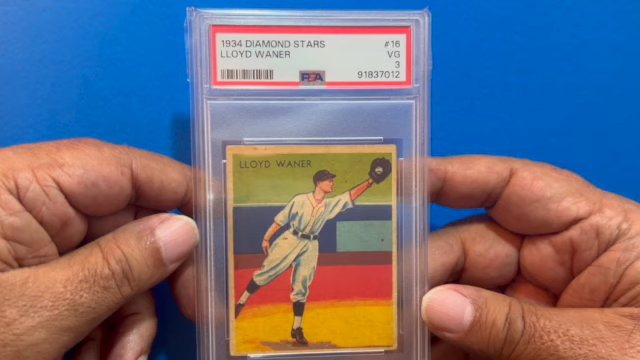 1934 DIAMOND STARS #16
LLOYD WANER VG
3
PSA 91837012
LLOYD WANER